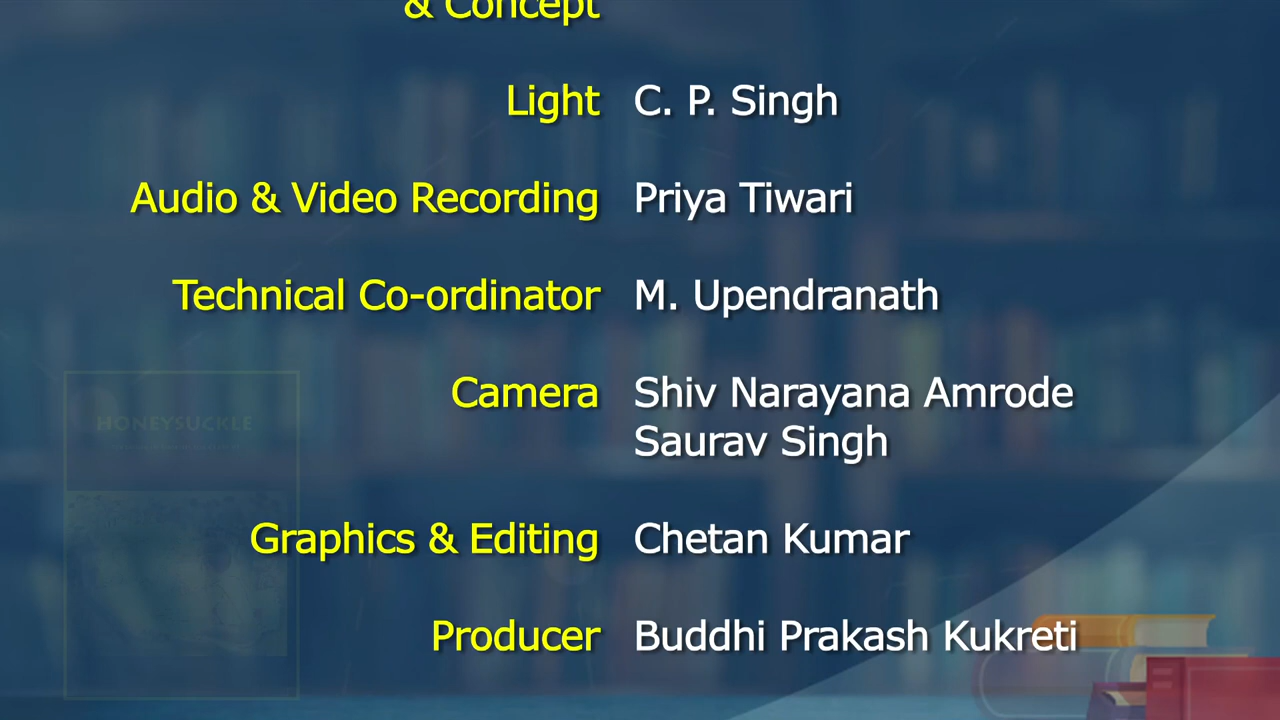 & Concept
Light C. P. Singh
Audio & Video Recording Priya Tiwari
Technical Co-ordinator M. Upendranath
Camera Shiv Narayana Amrode
Saurav Singh
HONEYSUCKLE
Graphics & Editing Chetan Kumar
Producer Buddhi Prakash Kukreti